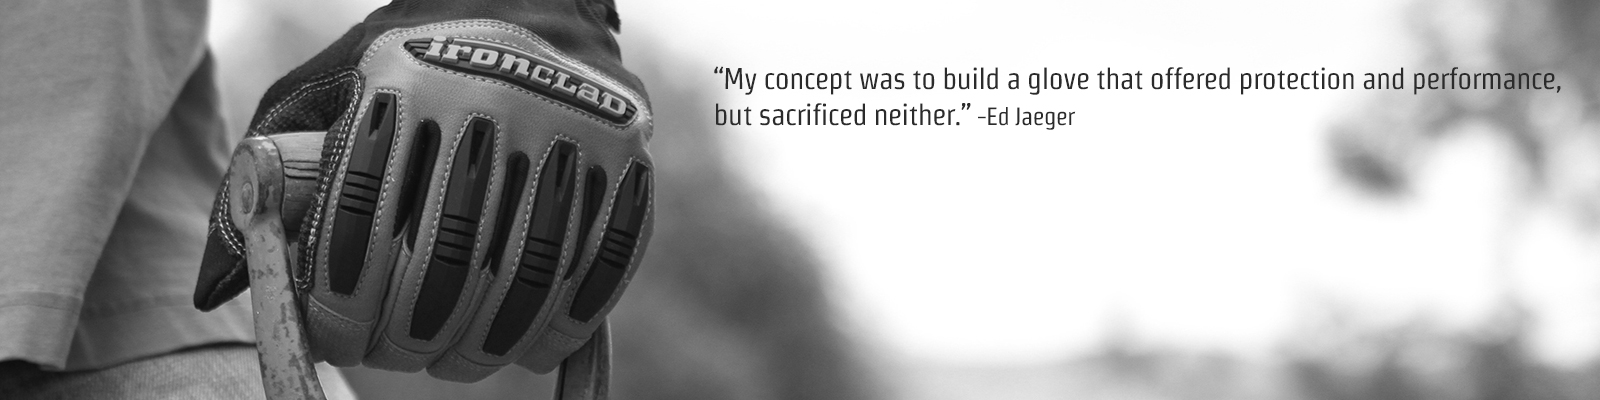 ironCLAD
“My concept was to build a glove that offered protection and performance,
but sacrificed neither.” -Ed Jaeger